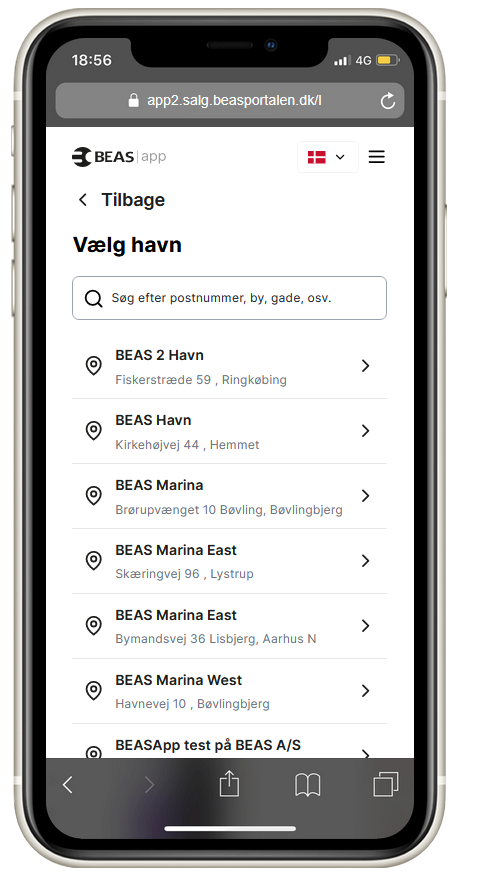 18:56
4G
app2.salg.beasportalen.dk/l
BEAS app
Tilbage
Vælg havn
Søg efter postnummer, by, gade, osv.
BEAS 2 Havn
Fiskerstræde 59 , Ringkøbing
BEAS Havn
Kirkehøjvej 44 , Hemmet
BEAS Marina
Brørupvænget 10 Bøvling, Bøvlingbjerg
BEAS Marina East
Skæringvej 96 , Lystrup
BEAS Marina East
Bymandsvej 36 Lisbjerg, Aarhus N
BEAS Marina West
Havnevej 10 , Bøvlingbjerg
BEASApp test på BEAS A/S